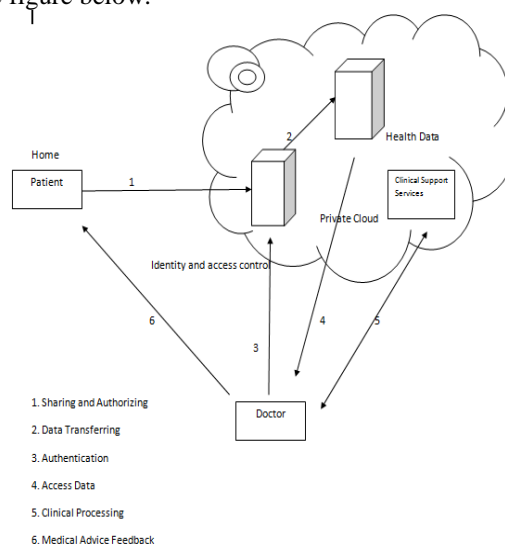 figure below.
2
Health Data
Home
Patient
1
Clinical Support
Services
Private Cloud
Identity and access control
6
4
5
3
Doctor
1. Sharing and Authorizing
2. Data Transferring
3. Authentication
4. Access Data
5. Clinical Processing
6. Medical Advice Feedback